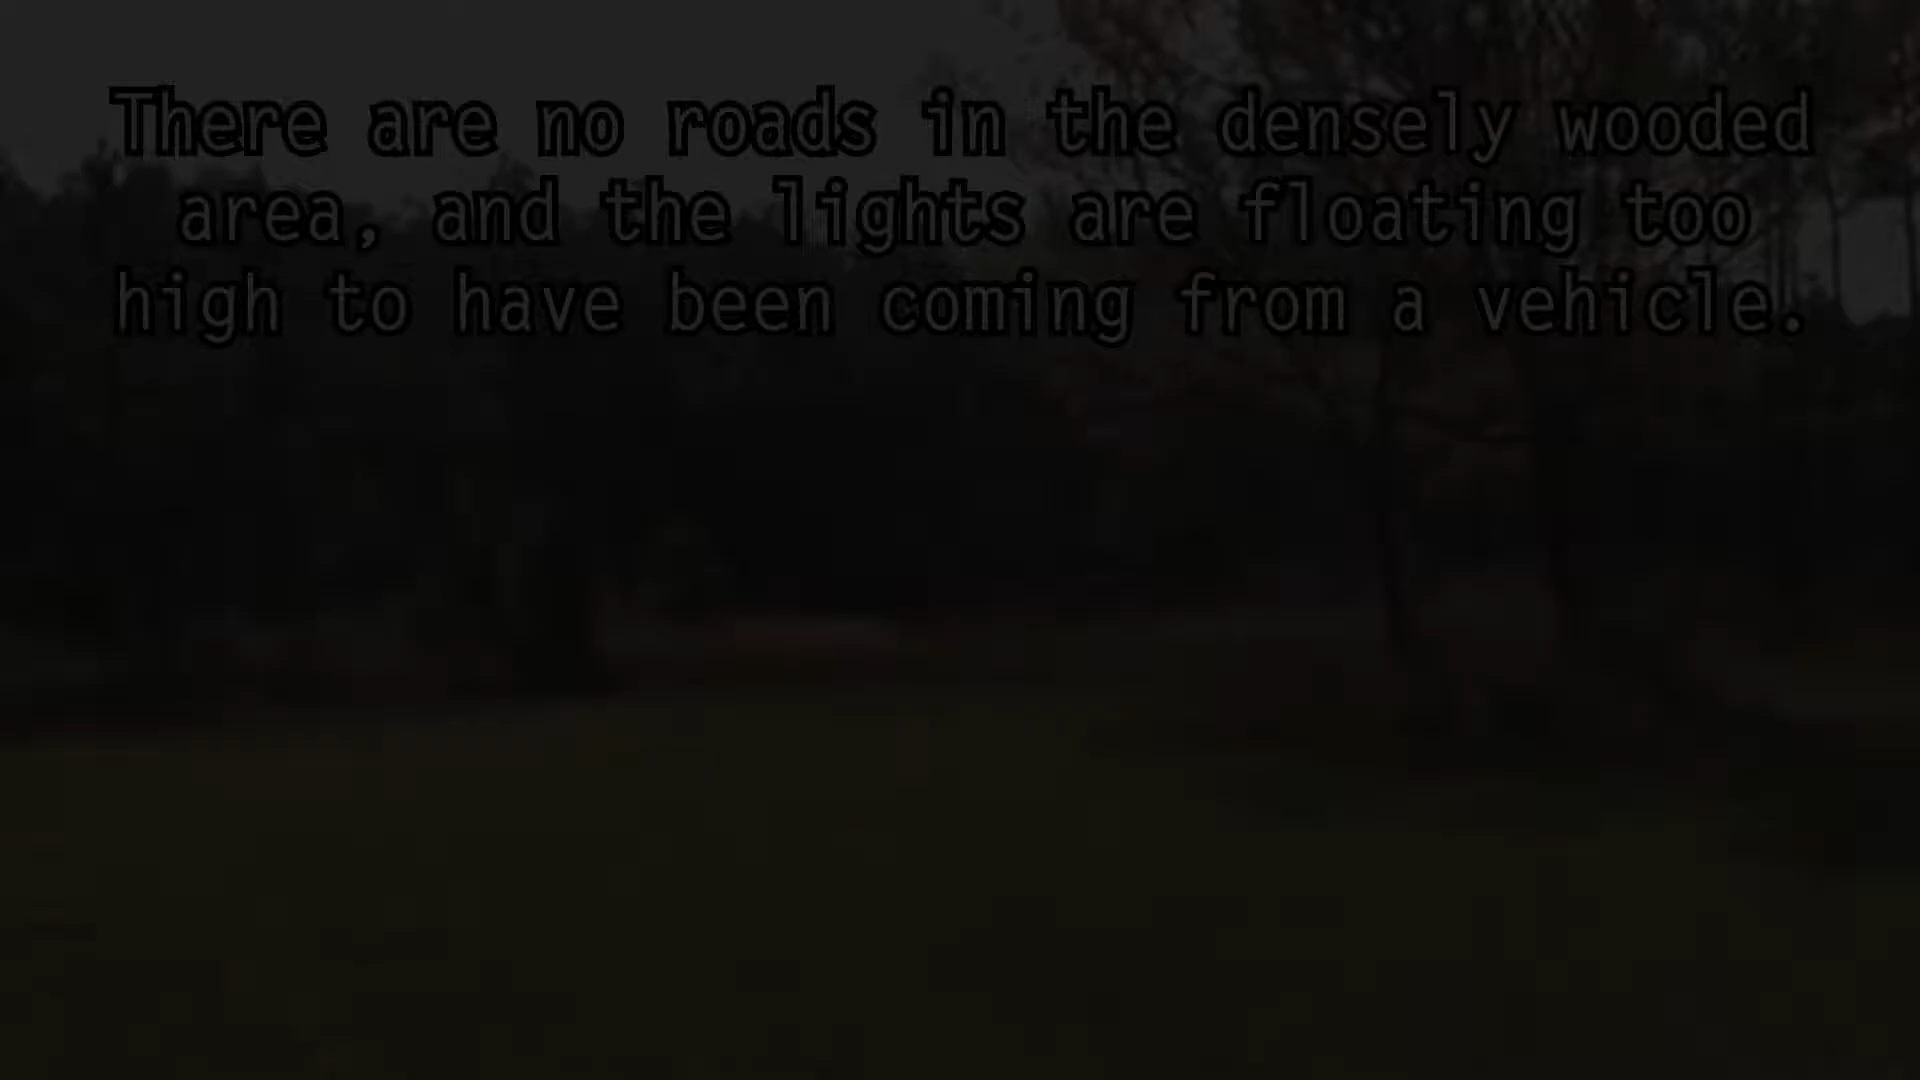 There are no roads in the densely wooded
area, and the lights are floating too
high to have been coming from a vehicle.